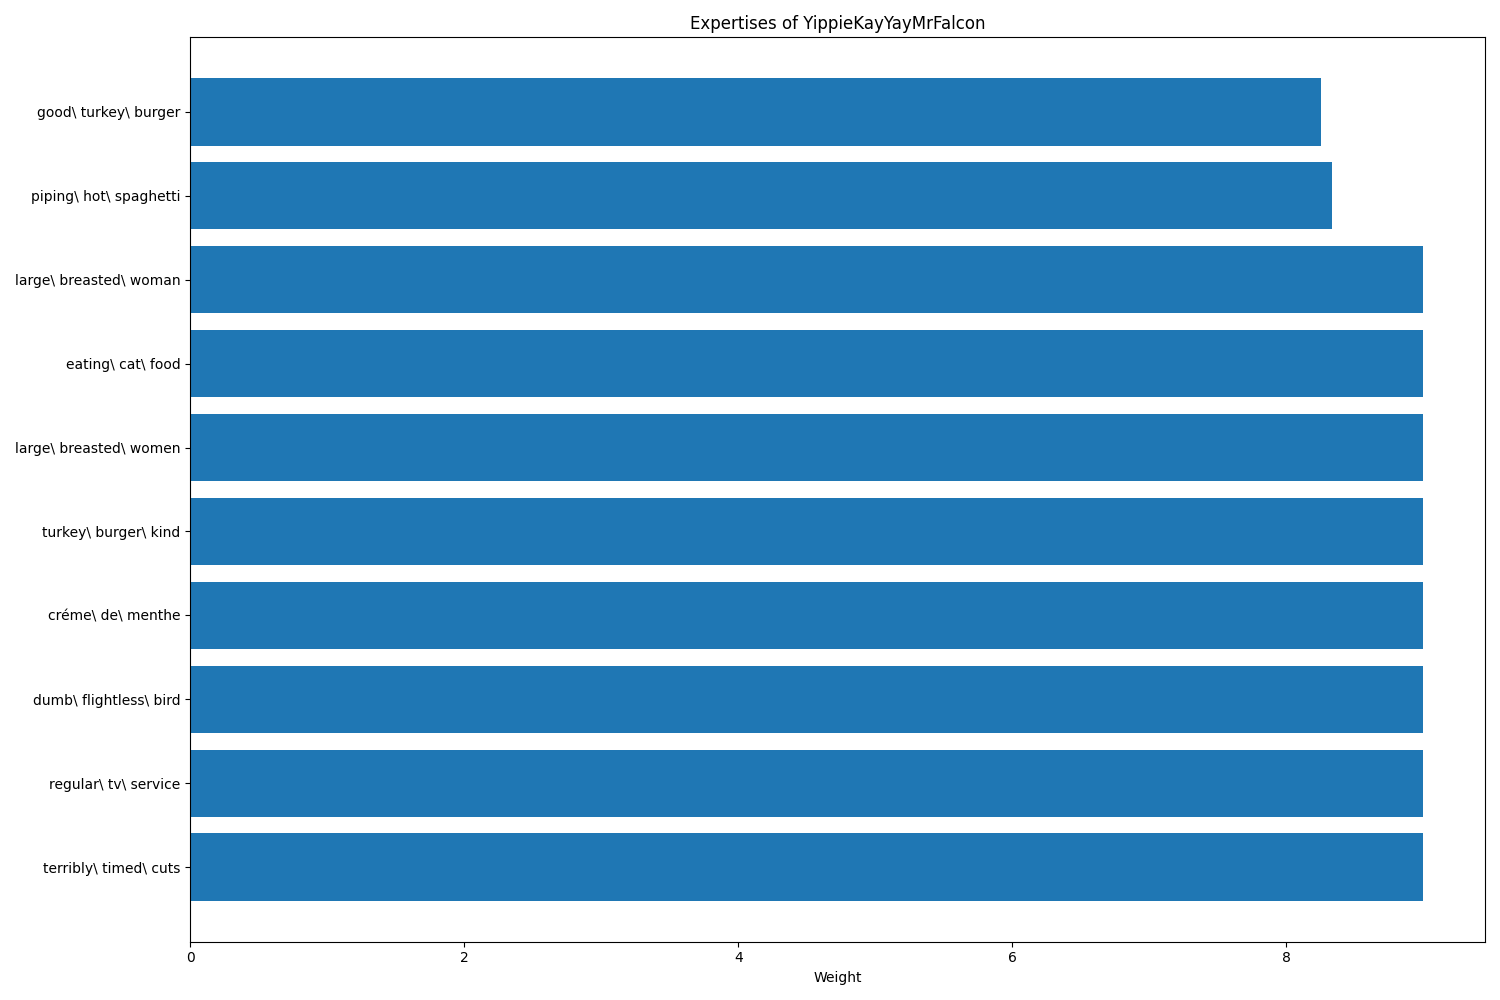 Expertises of YippieKayYayMrFalcon
good\ turkey\ burger
piping\ hot\ spaghetti
large\ breasted\ woman
eating\ cat\ food
large\ breasted\ women
turkey\ burger\ kind
créme\ de\ menthe
dumb\ flightless\ bird
regular\ tv\ service
terribly\ timed\ cuts
0 2 4 6 8
Weight